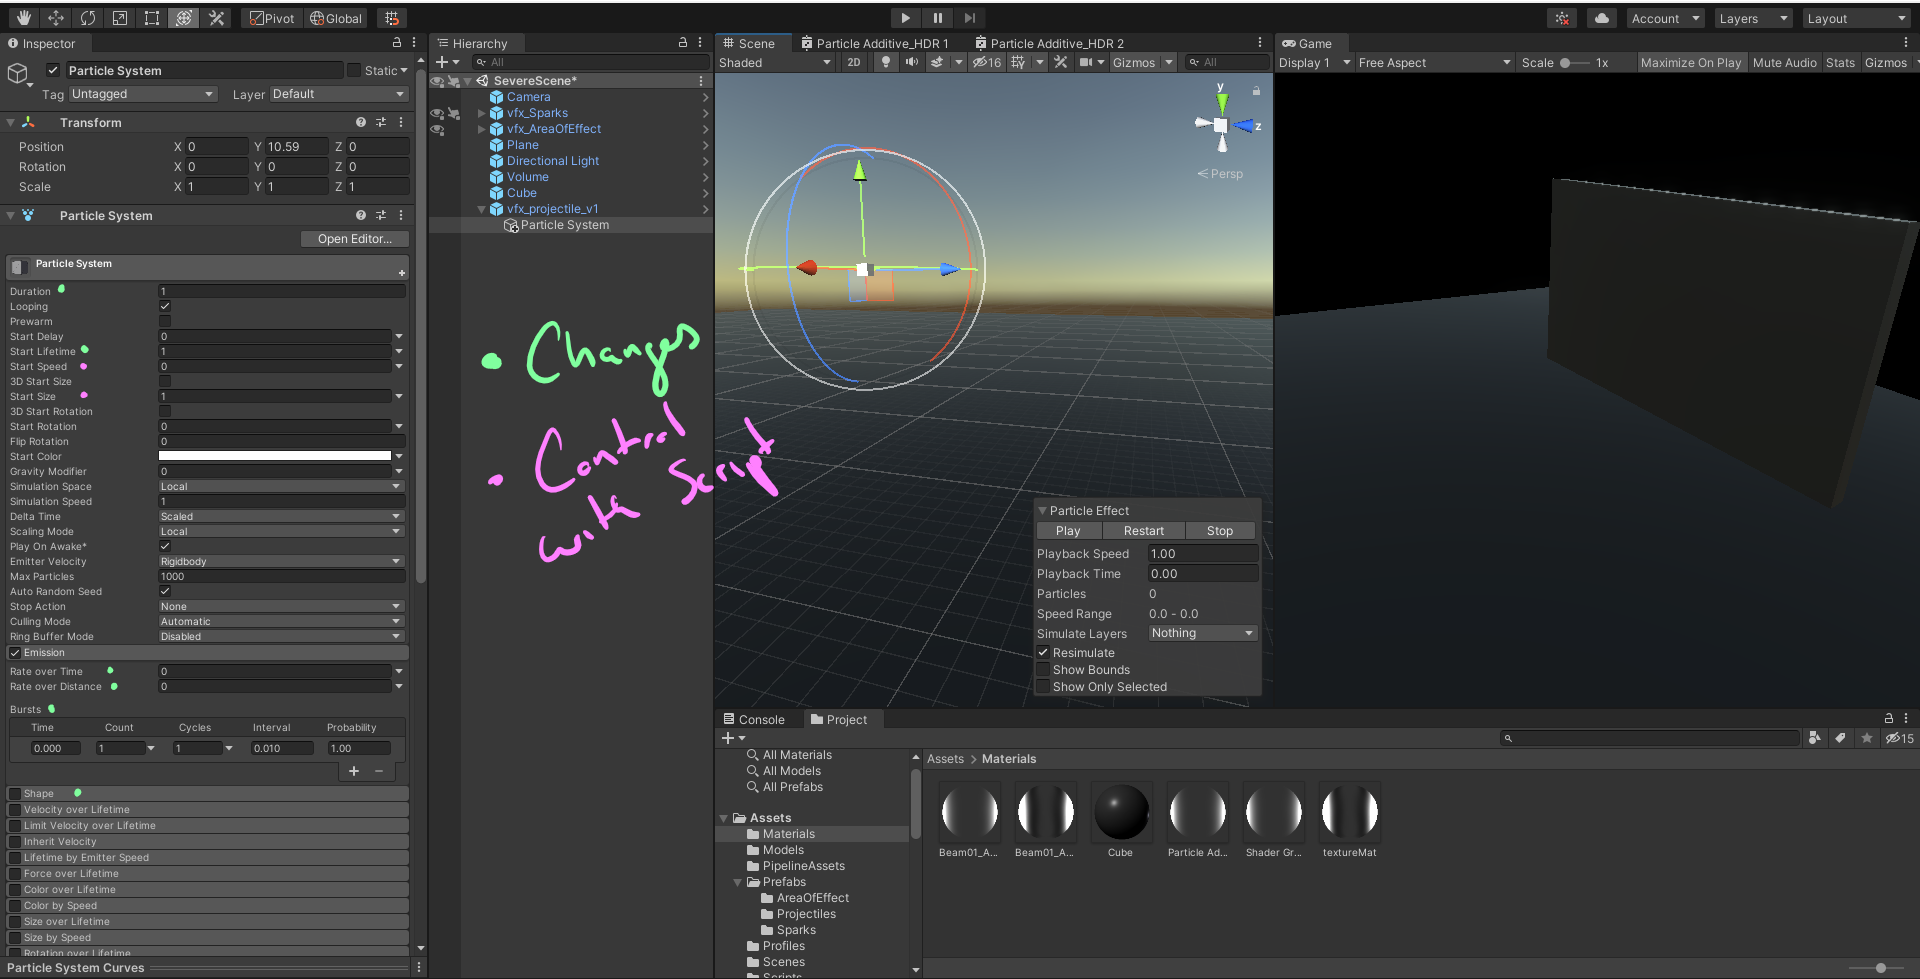 Pivot Global Account Layers Layout
Inspector
Particle System Static
Tag Untagged Layer Default
Transform
Position X 0 Y 10.59 Z 0
Rotation X 0 Y 0 Z 0
Scale X 1 Y 1 Z 1
Particle System
Open Editor...
Particle System
Duration 1
Looping
Prewarm
Start Delay 0
Start Lifetime 1
Start Speed 0
3D Start Size
Start Size 1
3D Start Rotation
Start Rotation 0
Flip Rotation 0
Start Color
Gravity Modifier 0
Simulation Space Local
Simulation Speed 1
Delta Time Scaled
Scaling Mode Local
Play On Awake*
Emitter Velocity Rigidbody
Max Particles 1000
Auto Random Seed
Stop Action None
Culling Mode Automatic
Ring Buffer Mode Disabled
Emission
Rate over Time 0
Rate over Distance 0
Bursts
Time Count Cycles Interval Probability
0.000 1 1 0.010 1.00
+ −
Shape
Velocity over Lifetime
Limit Velocity over Lifetime
Inherit Velocity
Lifetime by Emitter Speed
Force over Lifetime
Color over Lifetime
Color by Speed
Size over Lifetime
Size by Speed
Rotation over Lifetime
Particle System Curves
Hierarchy
All
SevereScene*
Camera
vfx_Sparks
vfx_AreaOfEffect
Plane
Directional Light
Volume
Cube
vfx_projectile_v1
Particle System
• Changes
• Control
with Script
Scene Particle Additive_HDR 1 Particle Additive_HDR 2
Shaded 2D 16 Gizmos All
y
z
Persp
Particle Effect
Play Restart Stop
Playback Speed 1.00
Playback Time 0.00
Particles 0
Speed Range 0.0 - 0.0
Simulate Layers Nothing
Resimulate
Show Bounds
Show Only Selected
Game
Display 1 Free Aspect Scale 1x Maximize On Play Mute Audio Stats Gizmos
Console Project
15
All Materials
All Models
All Prefabs
Assets
Materials
Models
PipelineAssets
Prefabs
AreaOfEffect
Projectiles
Sparks
Profiles
Scenes
Scripts
Assets > Materials
Beam01_A... Beam01_A... Cube Particle Ad... Shader Gr... textureMat